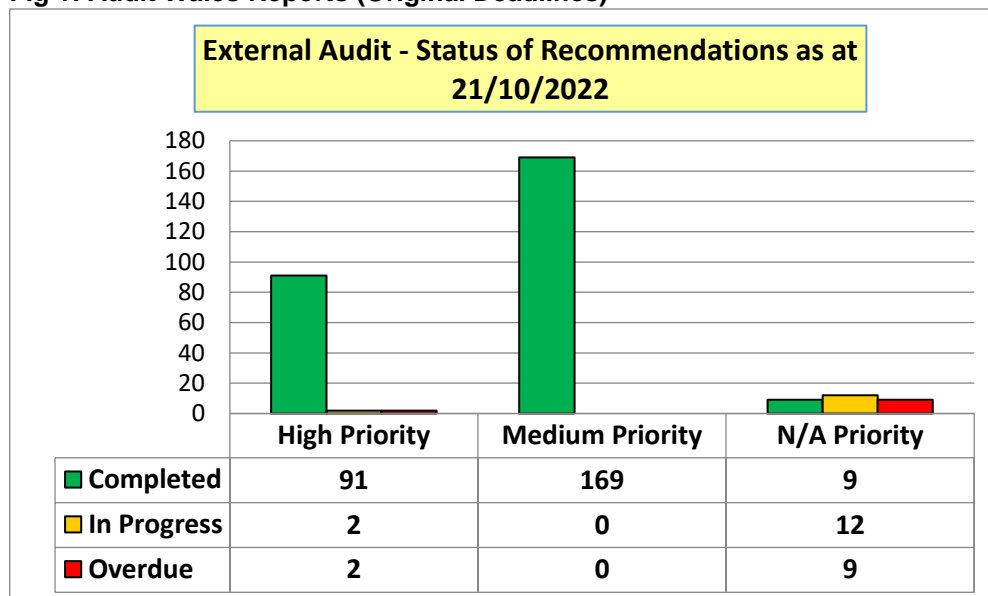 Fig Audit Wales Reports (Original Deadlines)
External Audit - Status of Recommendations as at
21/10/2022
180
160
140
120
100
80
60
40
20
0
High Priority Medium Priority N/A Priority
Completed 91 169 9
In Progress 2 0 12
Overdue 2 0 9